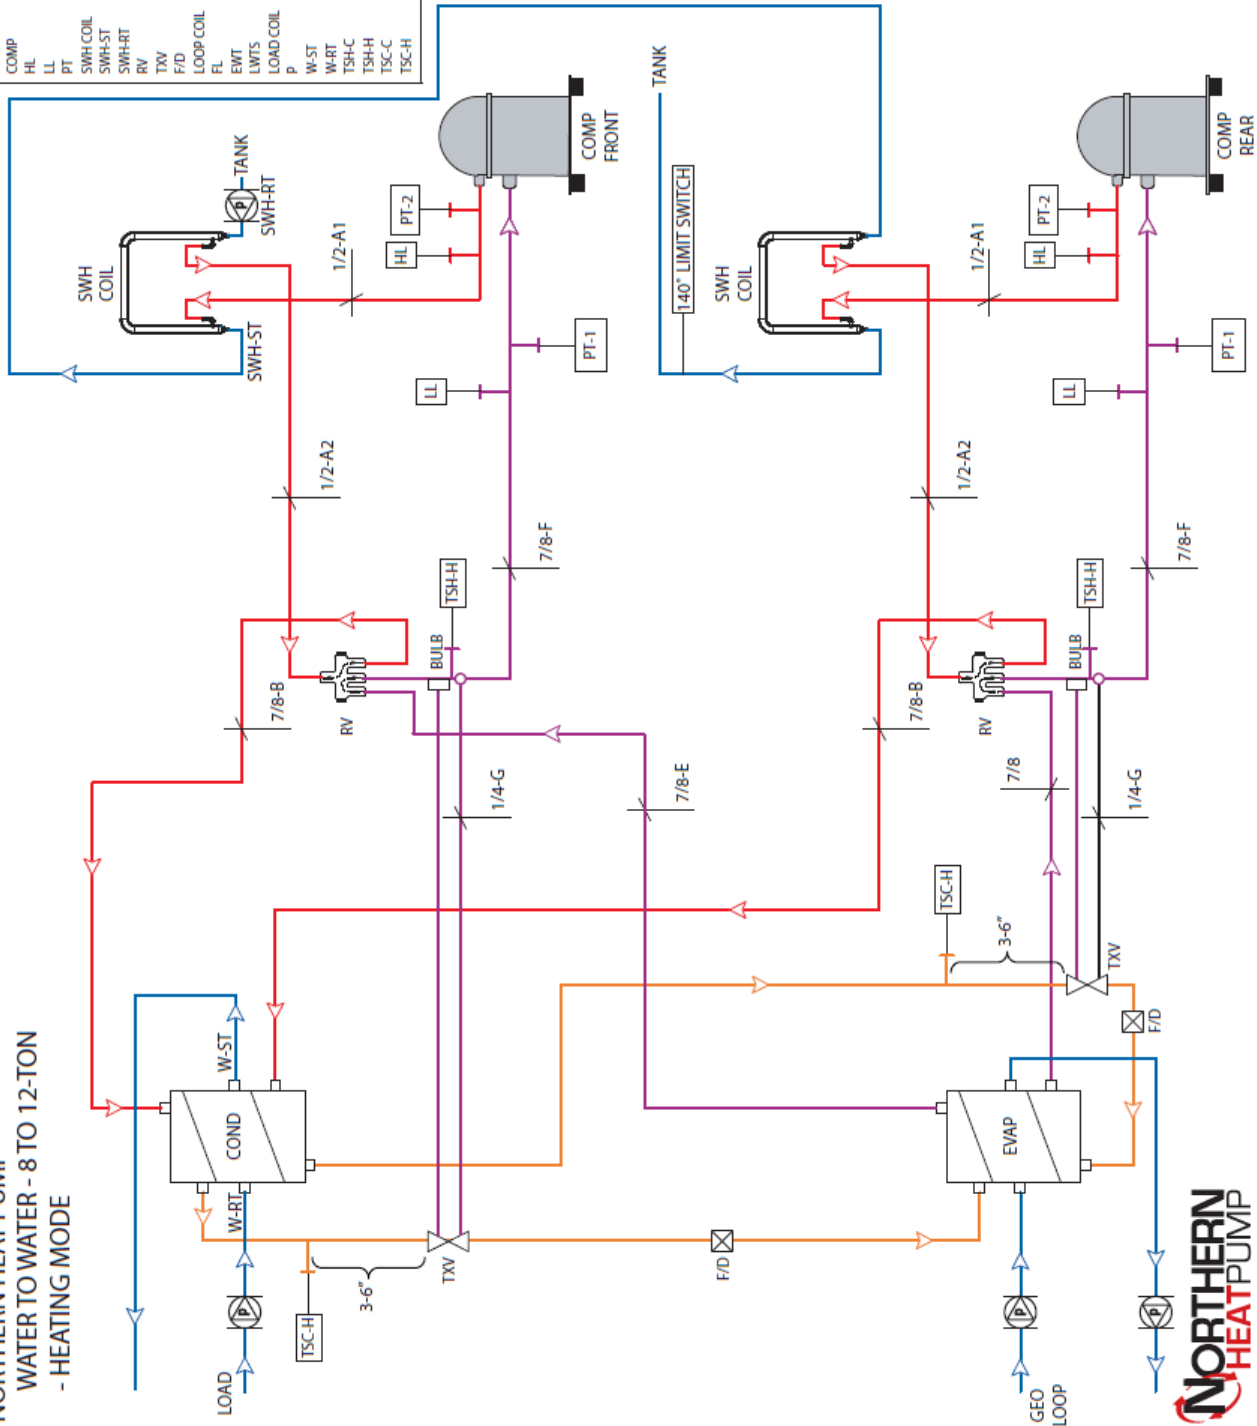 WATER TO WATER - 8 TO 12-TON
- HEATING MODE
COMP
HL
LL
PT
SWH COIL
SWH-ST
SWH-RT
RV
TXV
F/D
LOOP COIL
FL
EWT
LWTS
LOAD COIL
P
W-ST
W-RT
TSH-C
TSH-H
TSC-C
TSC-H
LOAD
P
W-RT
W-ST
COND
TSC-H
3-6"
TXV
F/D
7/8-B
RV
BULB
TSH-H
1/4-G
7/8-E
7/8-F
1/2-A2
SWH
COIL
SWH-ST
SWH-RT
P
TANK
1/2-A1
HL
PT-2
LL
PT-1
COMP
FRONT
TANK
140° LIMIT SWITCH
SWH
COIL
1/2-A1
HL
PT-2
LL
PT-1
COMP
REAR
1/2-A2
7/8-F
7/8-B
RV
BULB
TSH-H
7/8
1/4-G
TSC-H
3-6"
TXV
F/D
EVAP
P
GEO
LOOP
P
NORTHERN
HEATPUMP